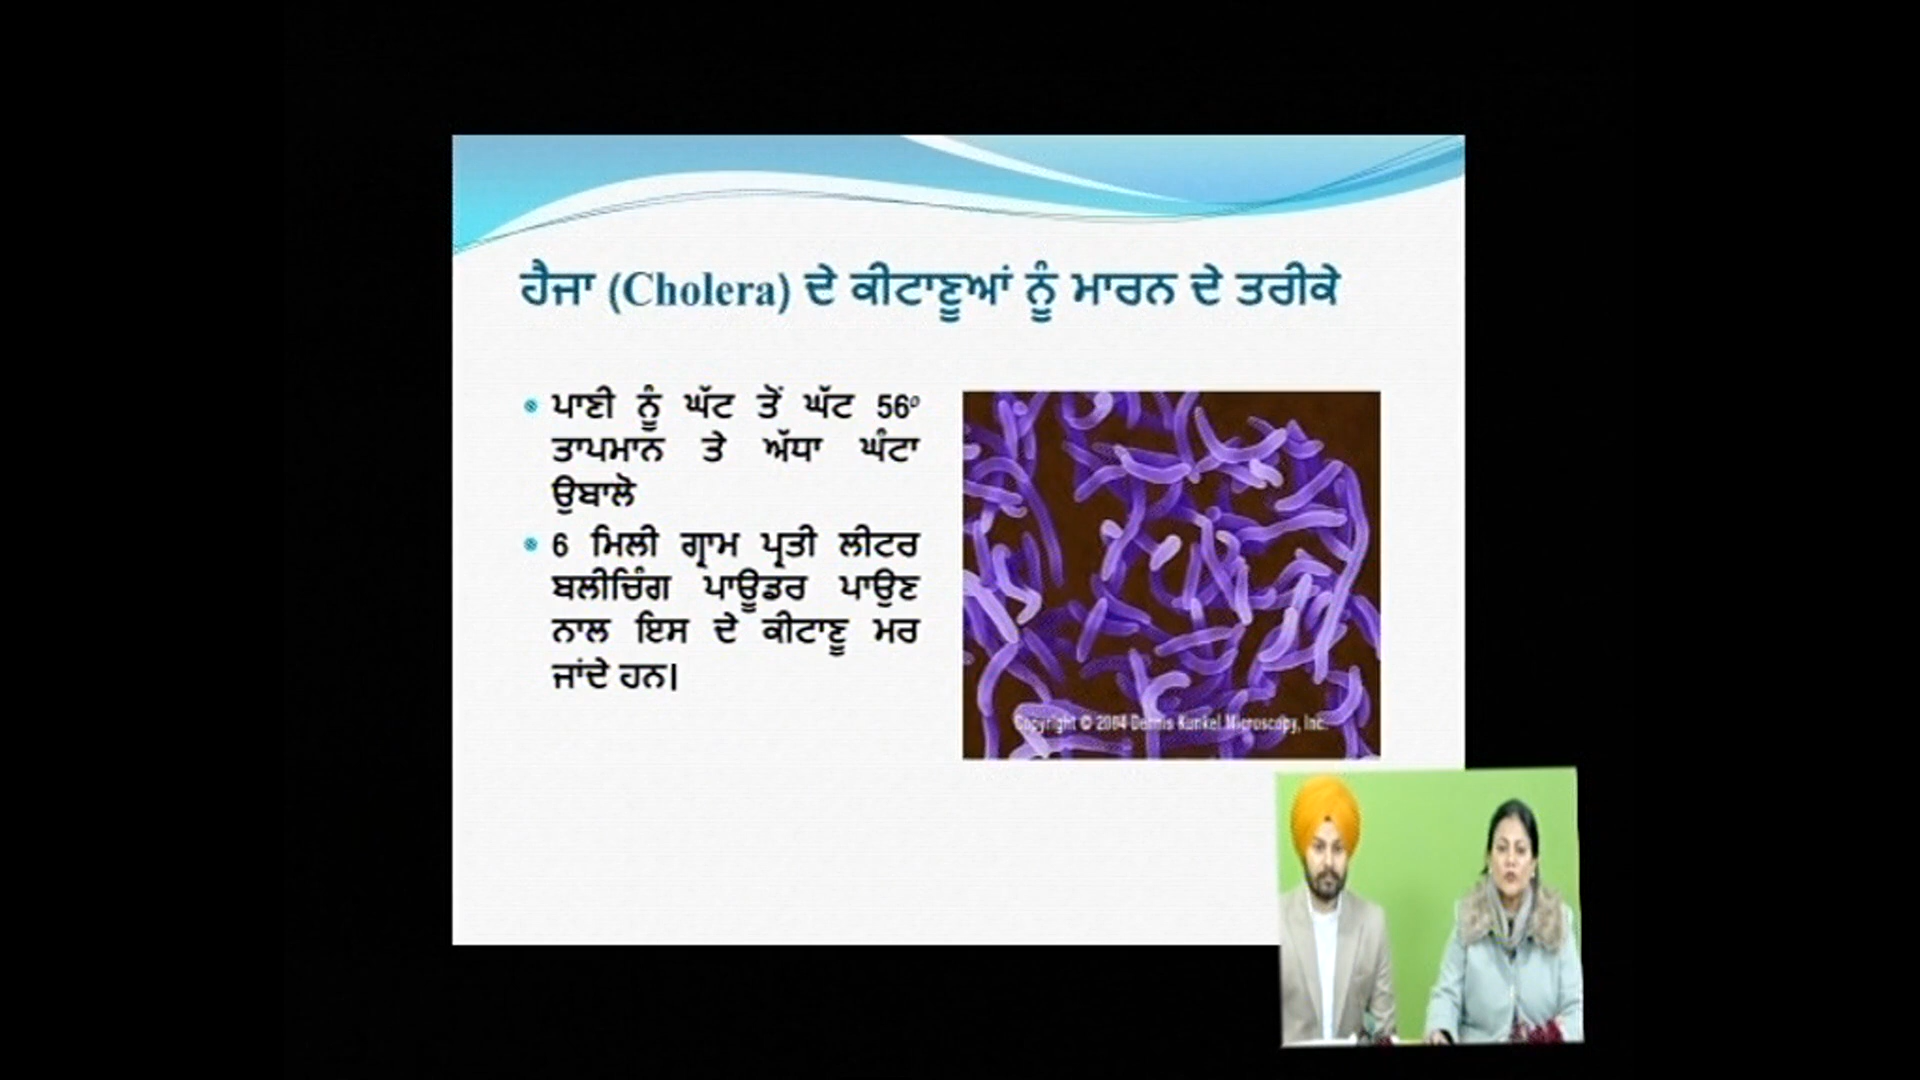 ਹੈਜਾ (Cholera) ਦੇ ਕੀਟਾਣੂਆਂ ਨੂੰ ਮਾਰਨ ਦੇ ਤਰੀਕੇ
• ਪਾਣੀ ਨੂੰ ਘੱਟ ਤੋਂ ਘੱਟ 56º
ਤਾਪਮਾਨ ਤੇ ਅੱਧਾ ਘੰਟਾ
ਉਬਾਲੋ
• 6 ਮਿਲੀ ਗ੍ਰਾਮ ਪ੍ਰਤੀ ਲੀਟਰ
ਬਲੀਚਿੰਗ ਪਾਊਡਰ ਪਾਉਣ
ਨਾਲ ਇਸ ਦੇ ਕੀਟਾਣੂ ਮਰ
ਜਾਂਦੇ ਹਨ।
Copyright © 2004 Dennis Kunkel Microscopy, Inc.